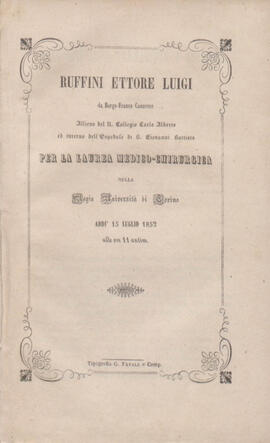 RUFFINI ETTORE LUIGI
da Borgo-Franco Canavese
Allievo del R. Collegio Carlo Alberto
ed interno dell'Ospedale di S. Giovanni Battista
PER LA LAUREA MEDICO-CHIRURGICA
NELLA
Regia Università di Torino
ADDI' 15 LUGLIO 1852
alla ore 11 antim.
Tipografia G. FAVALE e Comp.